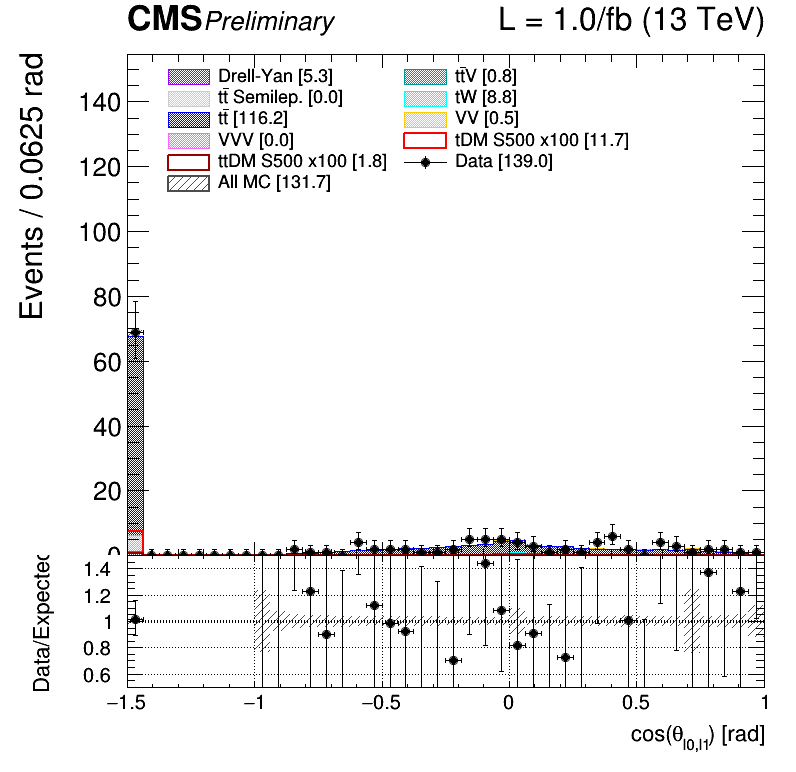 CMS Preliminary L = 1.0/fb (13 TeV)
Events / 0.0625 rad
Drell-Yan [5.3] tt̄V [0.8]
tt̄ Semilep. [0.0] tW [8.8]
tt̄ [116.2] VV [0.5]
VVV [0.0] tDM S500 x100 [11.7]
ttDM S500 x100 [1.8] Data [139.0]
All MC [131.7]
140
120
100
80
60
40
20
0
Data/Expected
1.4
1.2
1
0.8
0.6
−1.5 −1 −0.5 0 0.5 1
cos(θl0,l1) [rad]